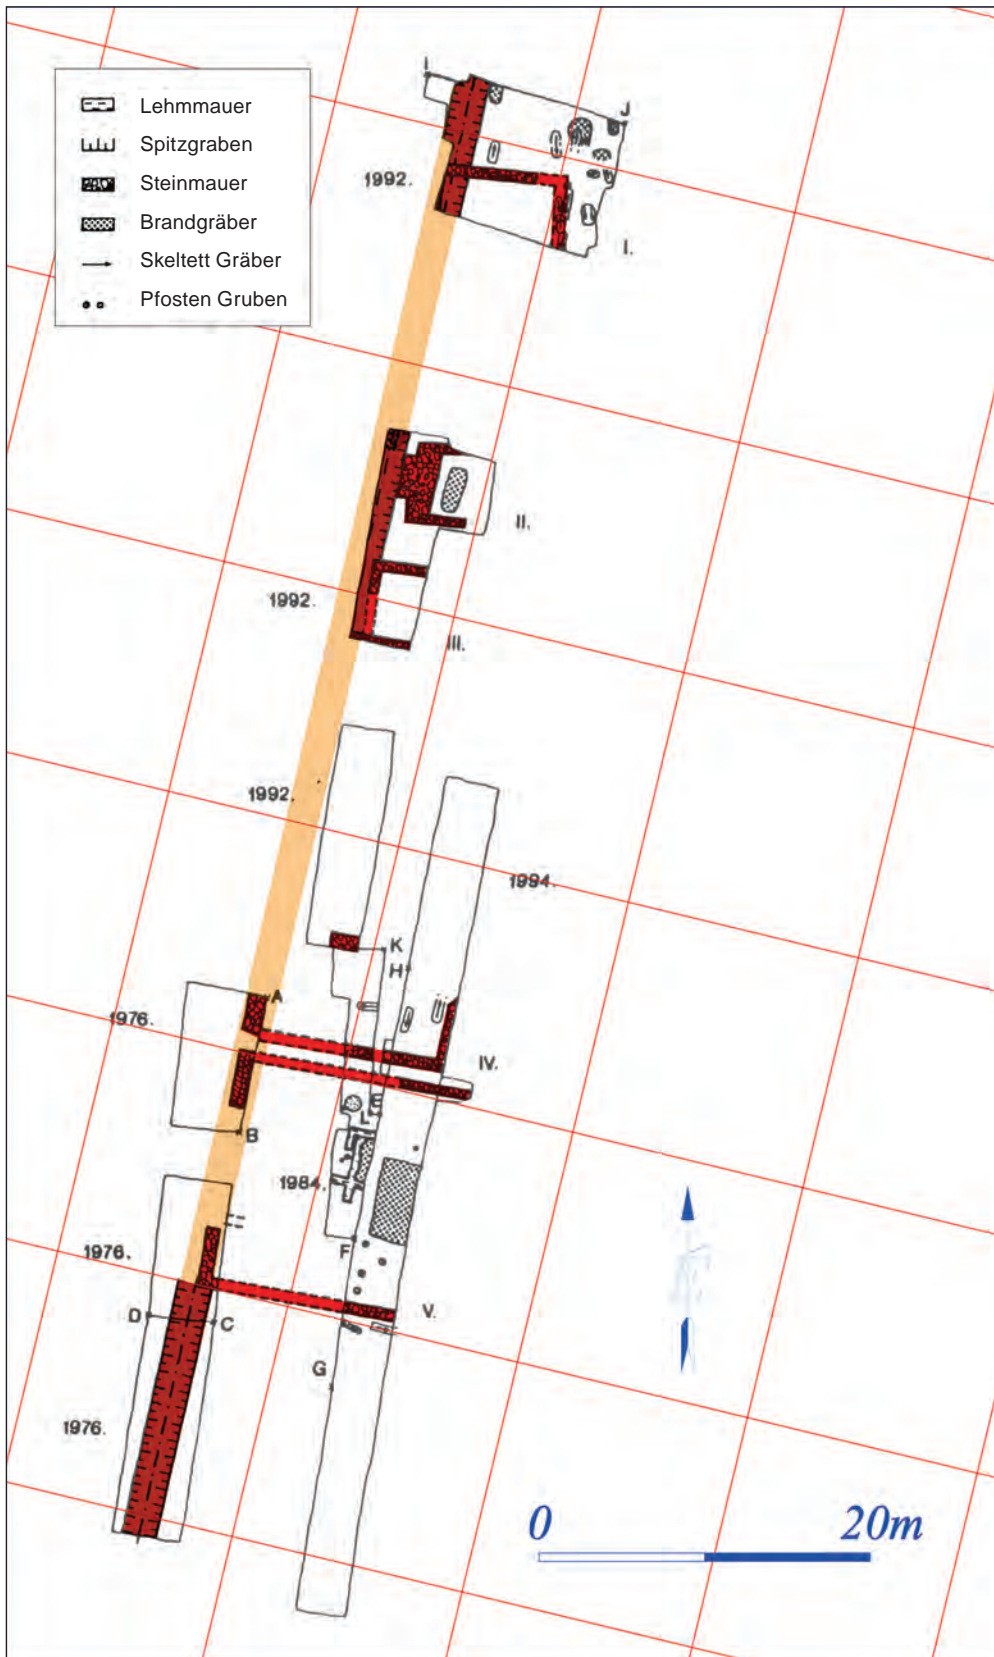 I
J
Lehmmauer
Spitzgraben
Steinmauer
Brandgräber
Skeltett Gräber
Pfosten Gruben
1992.
I.
II.
1992.
III.
1992.
1994.
K
H
A
1976.
IV.
E
B
1984.
F
1976.
D
C
V.
G
1976.
0
20m